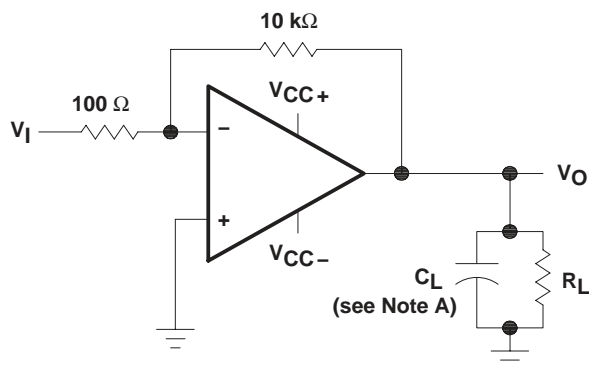 10 kΩ
VCC+
100 Ω
VI
−
+
VO
VCC−
CL
(see Note A)
RL